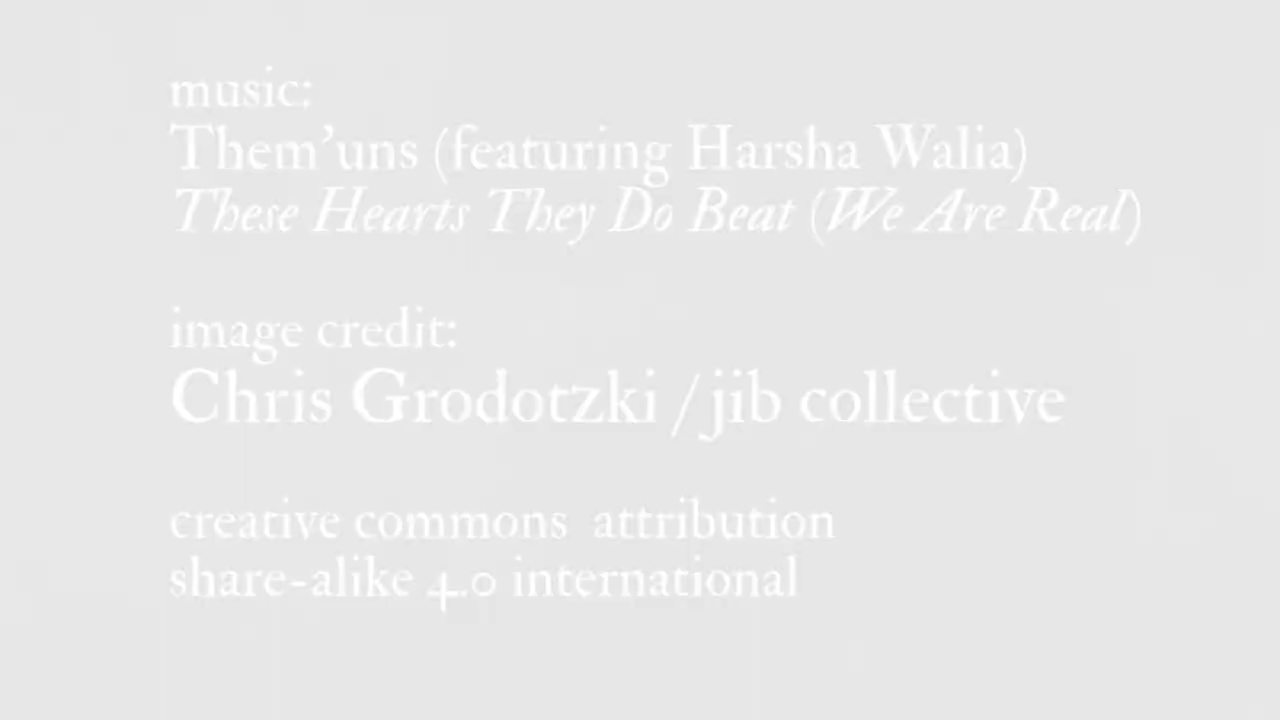 music:
Them'uns (featuring Harsha Walia)
These Hearts They Do Beat (We Are Real)
image credit:
Chris Grodotzki / jib collective
creative commons attribution
share-alike 4.0 international